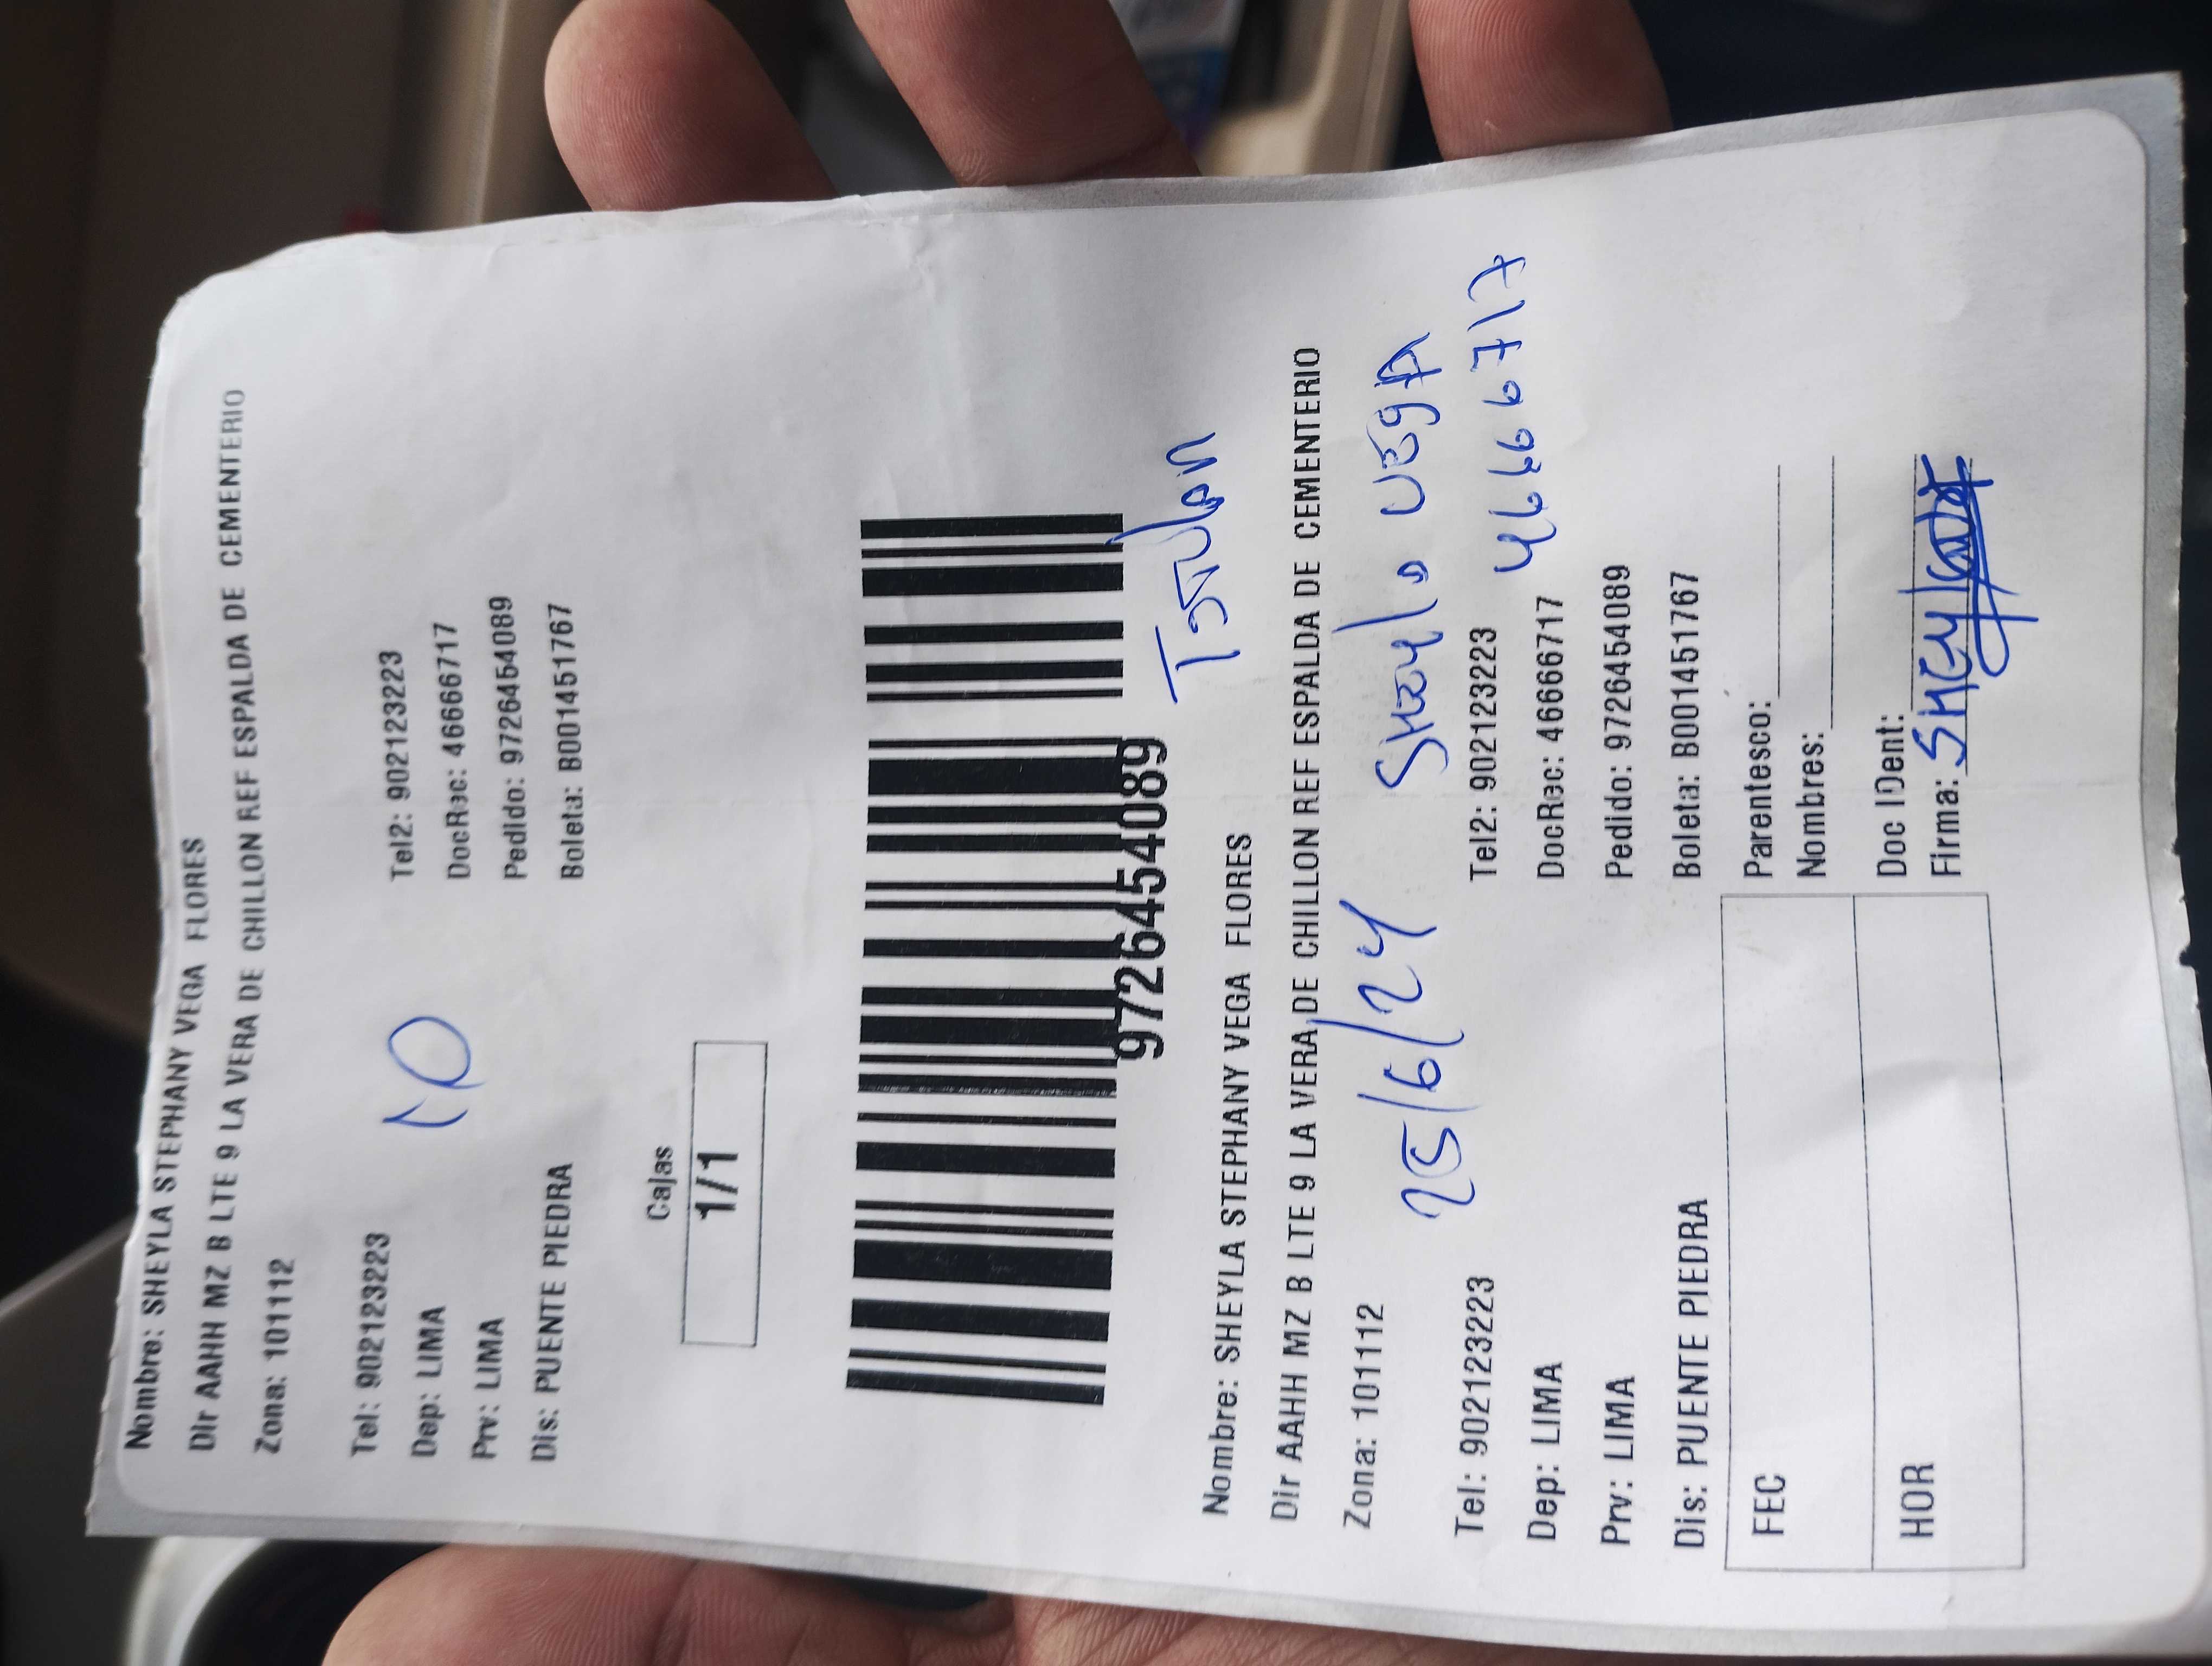 Nombre: SHEYLA STEPHANY VEGA FLORES
Dir AAHH MZ B LTE 9 LA VERA DE CHILLON REF ESPALDA DE CEMENTERIO
Zona: 101112
Tel: 902123223 Tel2: 902123223
Dep: LIMA DocRec: 46666717
Prv: LIMA Pedido: 9726454089
Dis: PUENTE PIEDRA Boleta: B001451767
Cajas
1/1
9726454089
Nombre: SHEYLA STEPHANY VEGA FLORES
Dir AAHH MZ B LTE 9 LA VERA DE CHILLON REF ESPALDA DE CEMENTERIO
Zona: 101112
25/6/24 Sheyla VEgA
46666717
Tel: 902123223 Tel2: 902123223
Dep: LIMA DocRec: 46666717
Prv: LIMA Pedido: 9726454089
Dis: PUENTE PIEDRA Boleta: B001451767
FEC Parentesco:
Nombres:
HOR Doc IDent:
Firma: